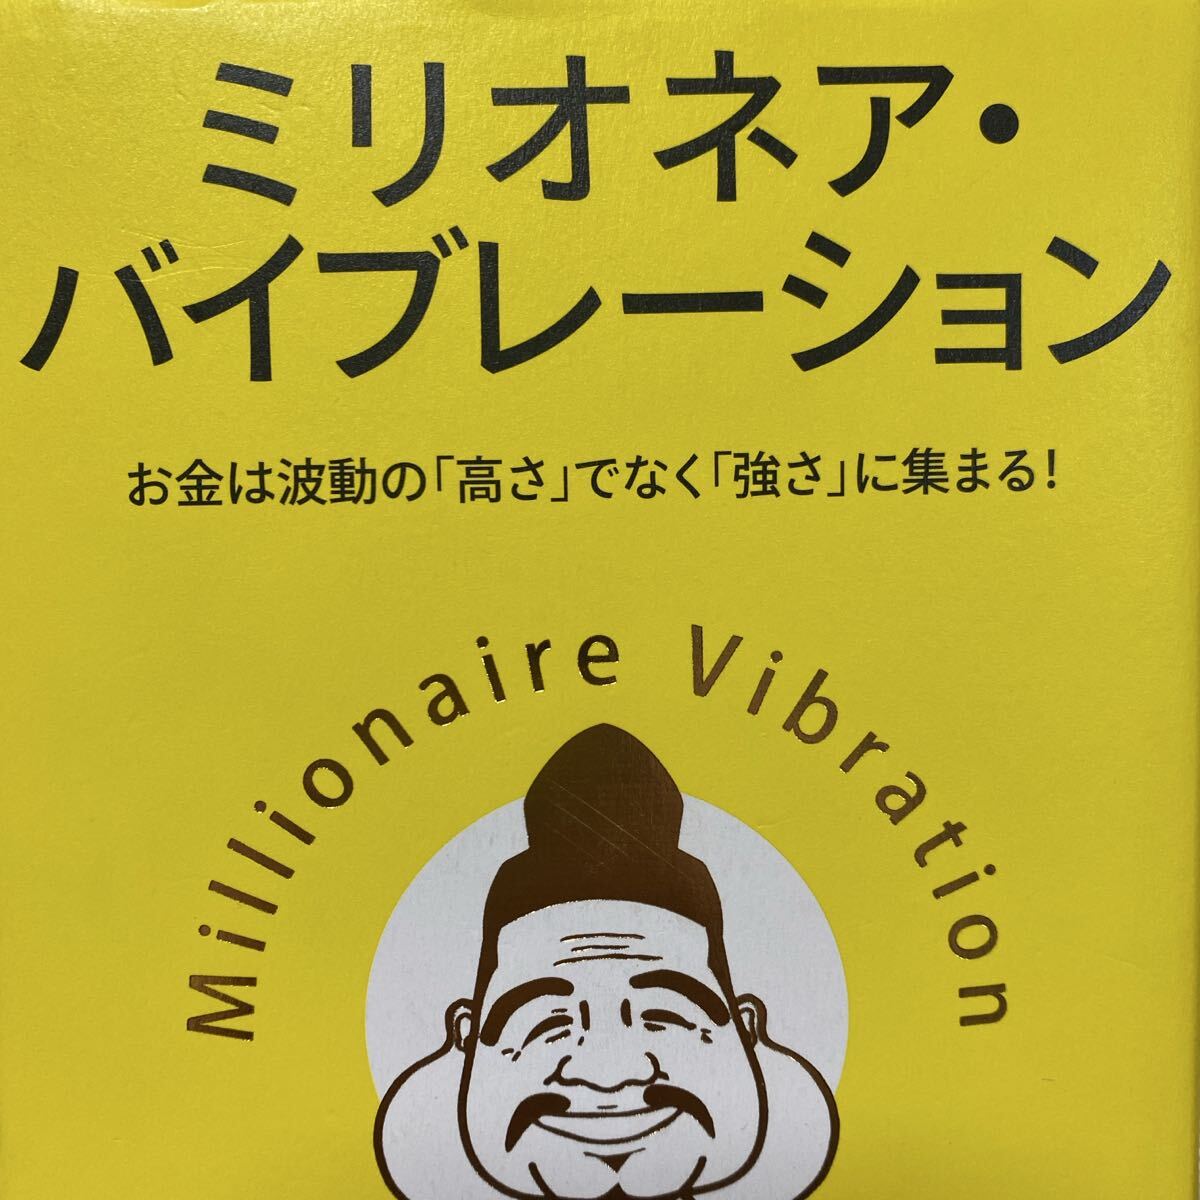 ミリオネア・
バイブレーション
お金は波動の「高さ」でなく「強さ」に集まる!
Millionaire Vibration